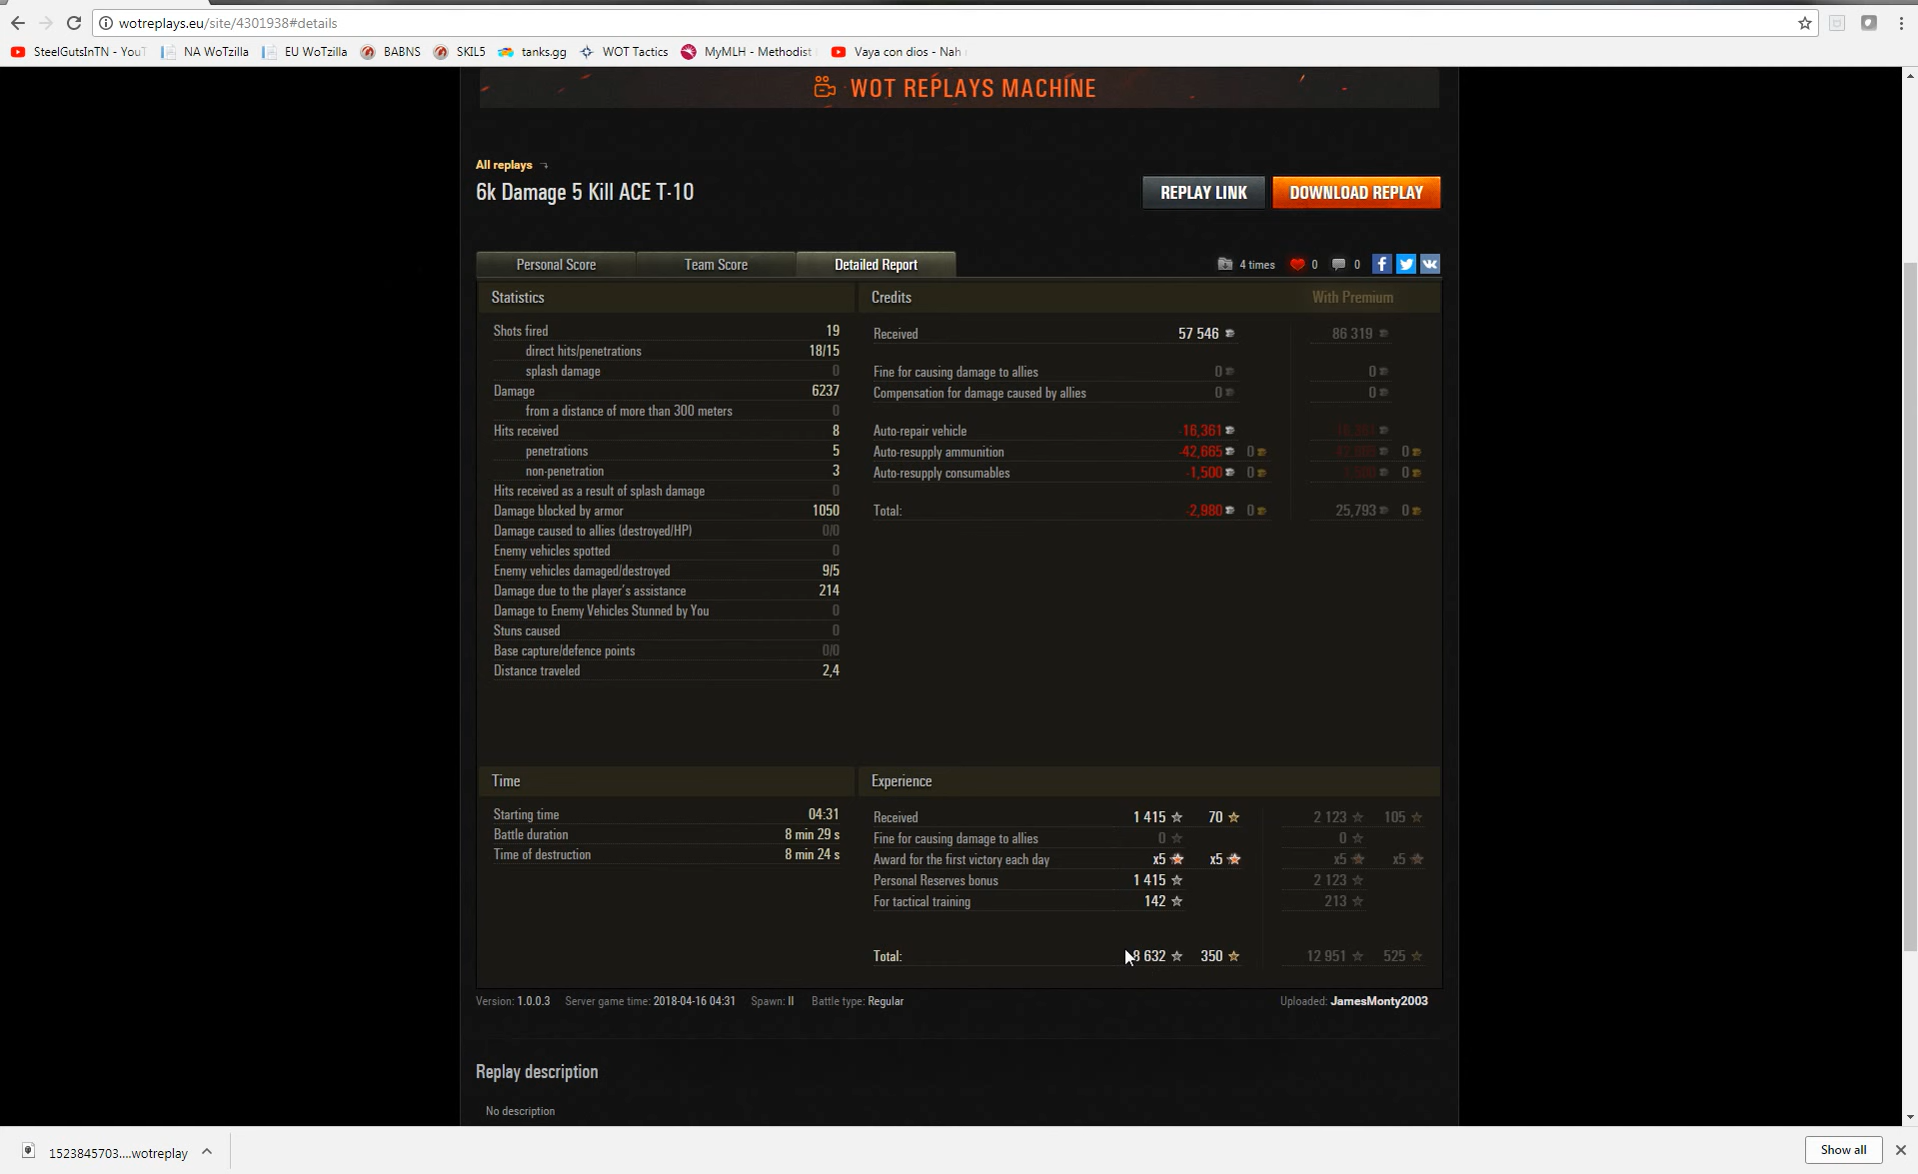 wotreplays.eu/site/4301938#details
SteelGutsInTN - YouT NA WoTzilla EU WoTzilla BABNS SKIL5 tanks.gg WOT Tactics MyMLH - Methodist Vaya con dios - Nah
WOT REPLAYS MACHINE
All replays
6k Damage 5 Kill ACE T-10
REPLAY LINK DOWNLOAD REPLAY
Personal Score Team Score Detailed Report 4 times 0 0
Statistics Credits With Premium
Shots fired 19
direct hits/penetrations 18/15
splash damage 0
Damage 6237
from a distance of more than 300 meters 0
Hits received 8
penetrations 5
non-penetration 3
Hits received as a result of splash damage 0
Damage blocked by armor 1050
Damage caused to allies (destroyed/HP) 0/0
Enemy vehicles spotted 0
Enemy vehicles damaged/destroyed 9/5
Damage due to the player's assistance 214
Damage to Enemy Vehicles Stunned by You 0
Stuns caused 0
Base capture/defence points 0/0
Distance traveled 2,4
Received 57 546 86 319
Fine for causing damage to allies 0 0
Compensation for damage caused by allies 0 0
Auto-repair vehicle -16,361
Auto-resupply ammunition -42,665 0 0
Auto-resupply consumables -1,500 0 0
Total: -2,980 0 25,793 0
Time
Starting time 04:31
Battle duration 8 min 29 s
Time of destruction 8 min 24 s
Experience
Received 1 415 70 2 123 105
Fine for causing damage to allies 0 0
Award for the first victory each day x5 x5 x5 x5
Personal Reserves bonus 1 415 2 123
For tactical training 142 213
Total: 8 632 350 12 951 525
Version: 1.0.0.3 Server game time: 2018-04-16 04:31 Spawn: II Battle type: Regular Uploaded: JamesMonty2003
Replay description
No description
1523845703....wotreplay Show all